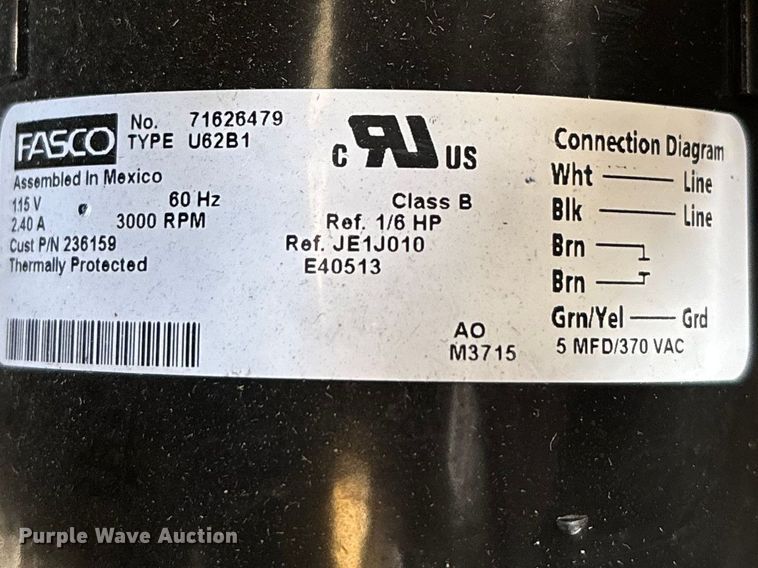 FASCO
No. 71626479
TYPE U62B1
Assembled In Mexico
115 V 60 Hz
2.40 A 3000 RPM
Cust P/N 236159
Thermally Protected
c RU US
Class B
Ref. 1/6 HP
Ref. JE1J010
E40513
AO
M3715
Connection Diagram
Wht Line
Blk Line
Brn
Brn
Grn/Yel Grd
5 MFD/370 VAC
Purple Wave Auction